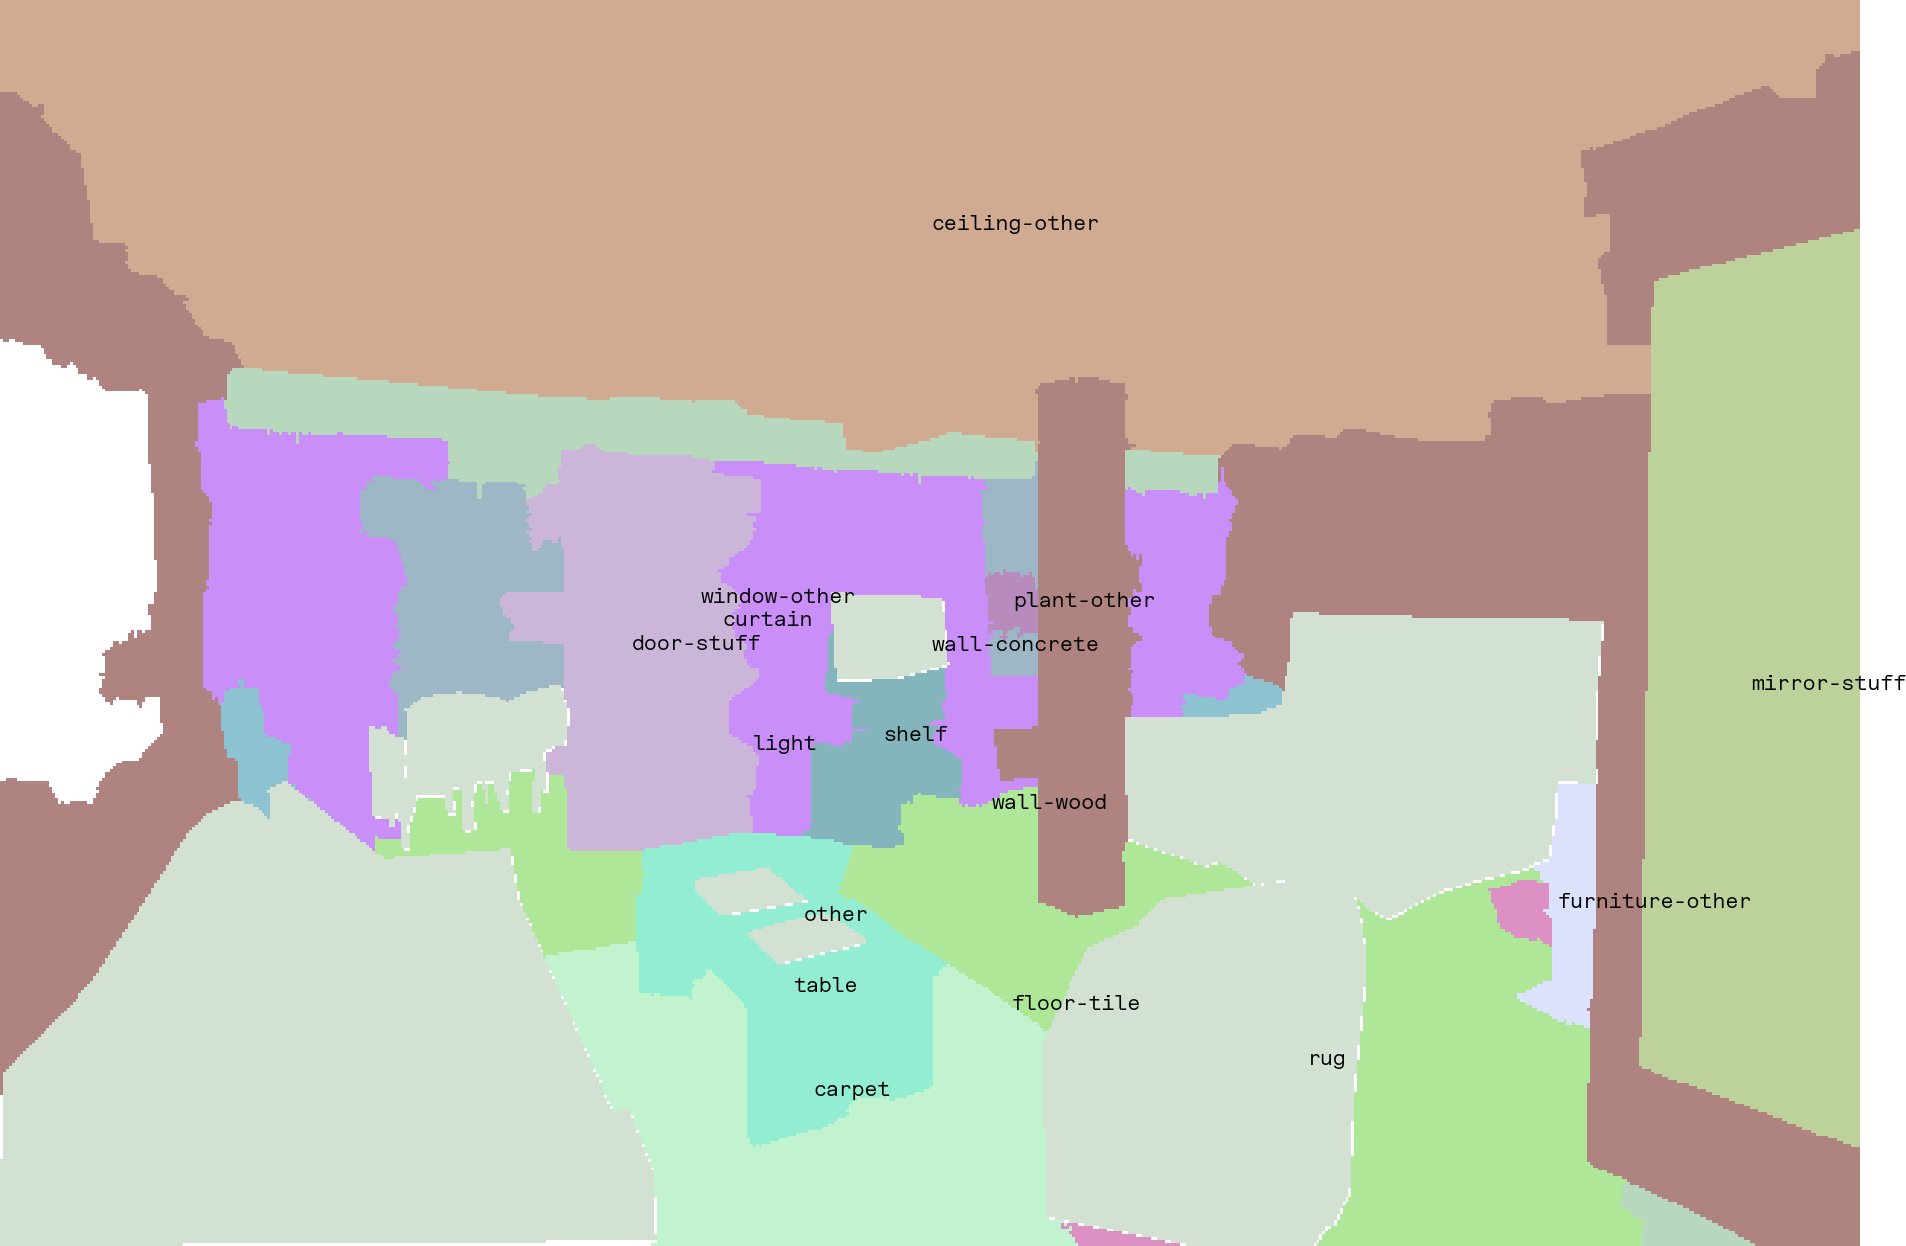 ceiling-other
window-other
plant-other
curtain
door-stuff
wall-concrete
mirror-stuff
light
shelf
wall-wood
furniture-other
other
table
floor-tile
rug
carpet